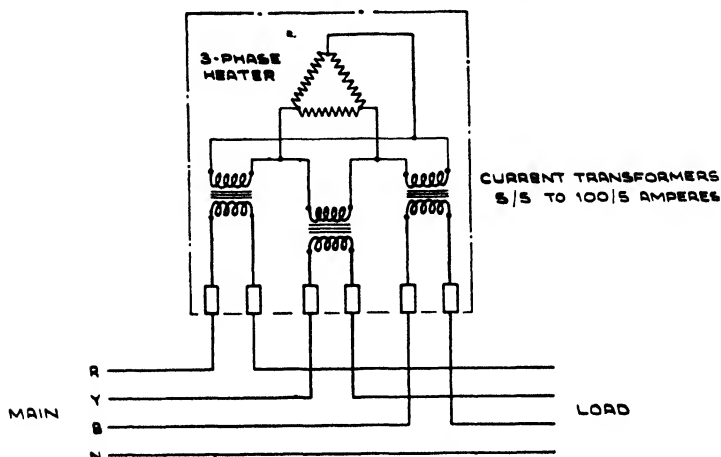 3-PHASE
HEATER
CURRENT TRANSFORMERS
5/5 TO 100/5 AMPERES
R
Y
MAIN
LOAD
B
N